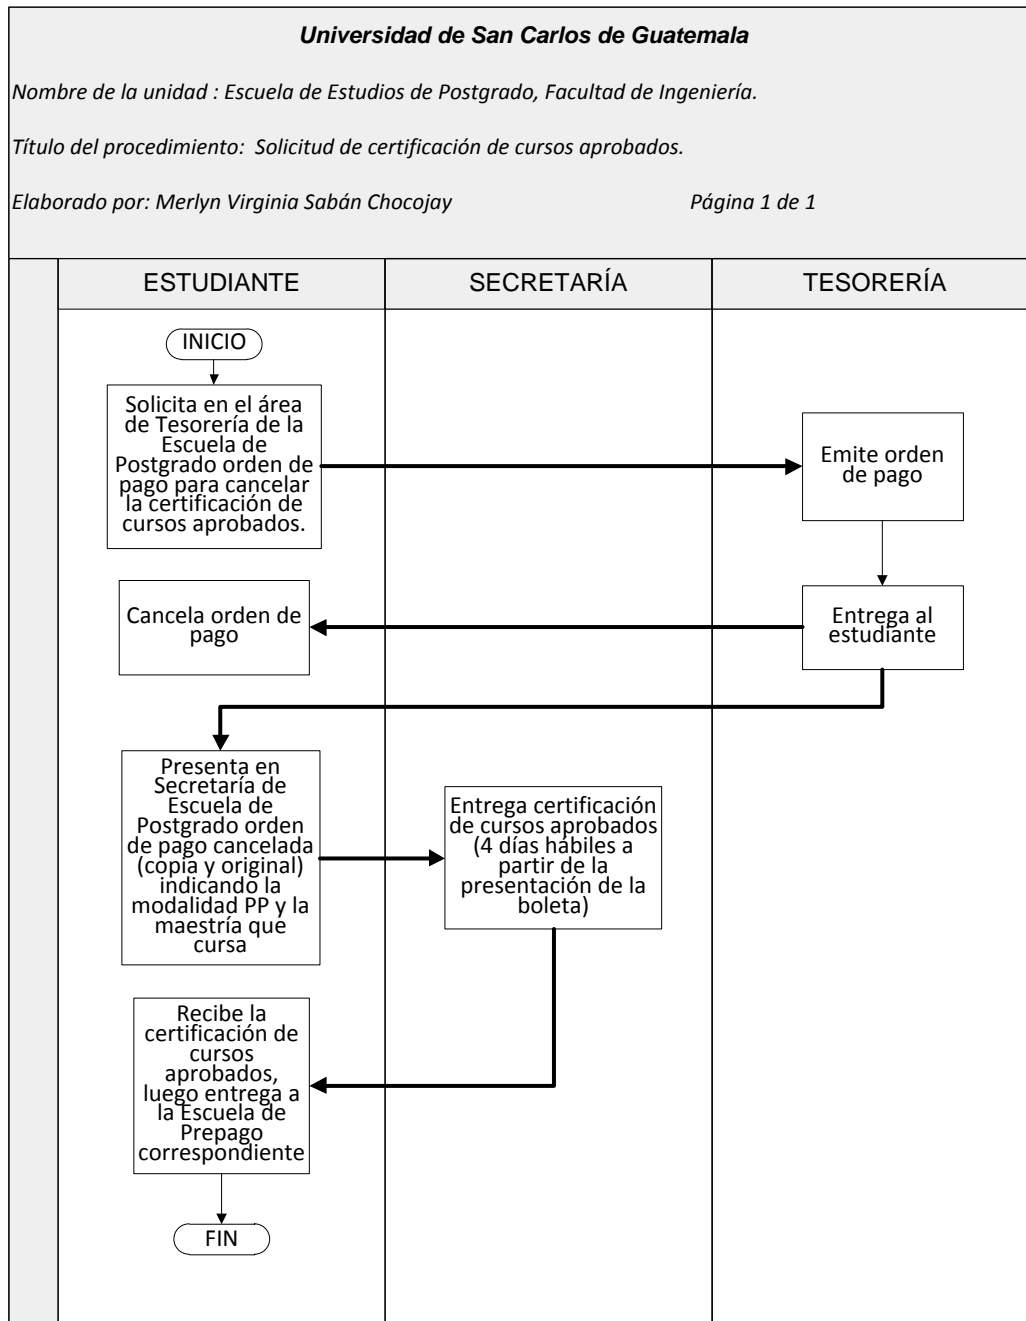 Universidad de San Carlos de Guatemala
Nombre de la unidad : Escuela de Estudios de Postgrado, Facultad de Ingeniería.
Título del procedimiento:  Solicitud de certificación de cursos aprobados.
Elaborado por: Merlyn Virginia Sabán Chocojay
Página 1 de 1
ESTUDIANTE
SECRETARÍA
TESORERÍA
INICIO
Solicita en el área
de Tesorería de la
Escuela de
Postgrado orden de
pago para cancelar
la certificación de
cursos aprobados.
Emite orden
de pago
Entrega al
estudiante
Cancela orden de
pago
Presenta en
Secretaría de
Escuela de
Postgrado orden
de pago cancelada
(copia y original)
indicando la
modalidad PP y la
maestría que
cursa
Entrega certificación
de cursos aprobados
(4 días hábiles a
partir de la
presentación de la
boleta)
Recibe la
certificación de
cursos
aprobados,
luego entrega a
la Escuela de
Prepago
correspondiente
FIN